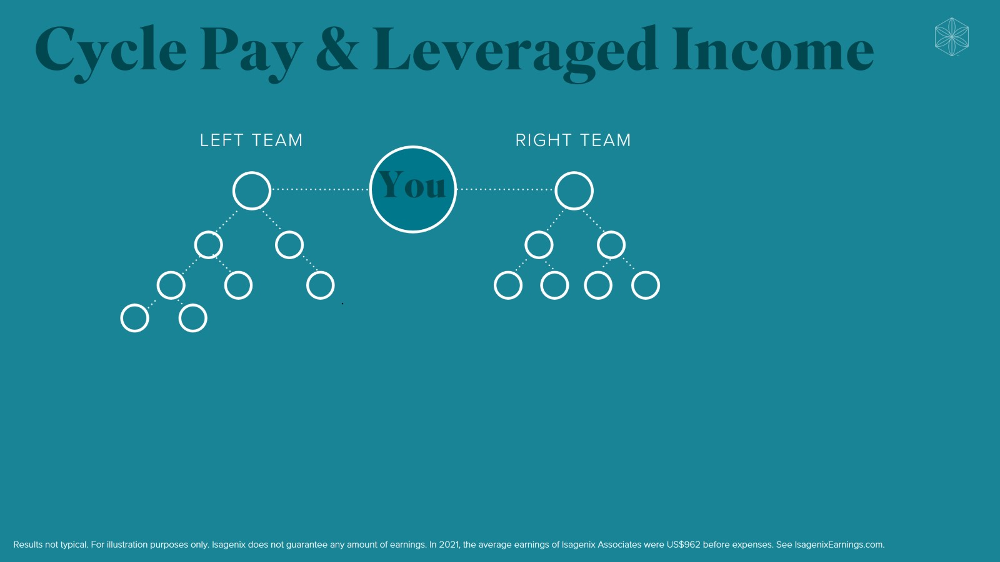 Cycle Pay & Leveraged Income
LEFT TEAM
RIGHT TEAM
You
Results not typical. For illustration purposes only. Isagenix does not guarantee any amount of earnings. In 2021, the average earnings of Isagenix Associates were US$962 before expenses. See IsagenixEarnings.com.